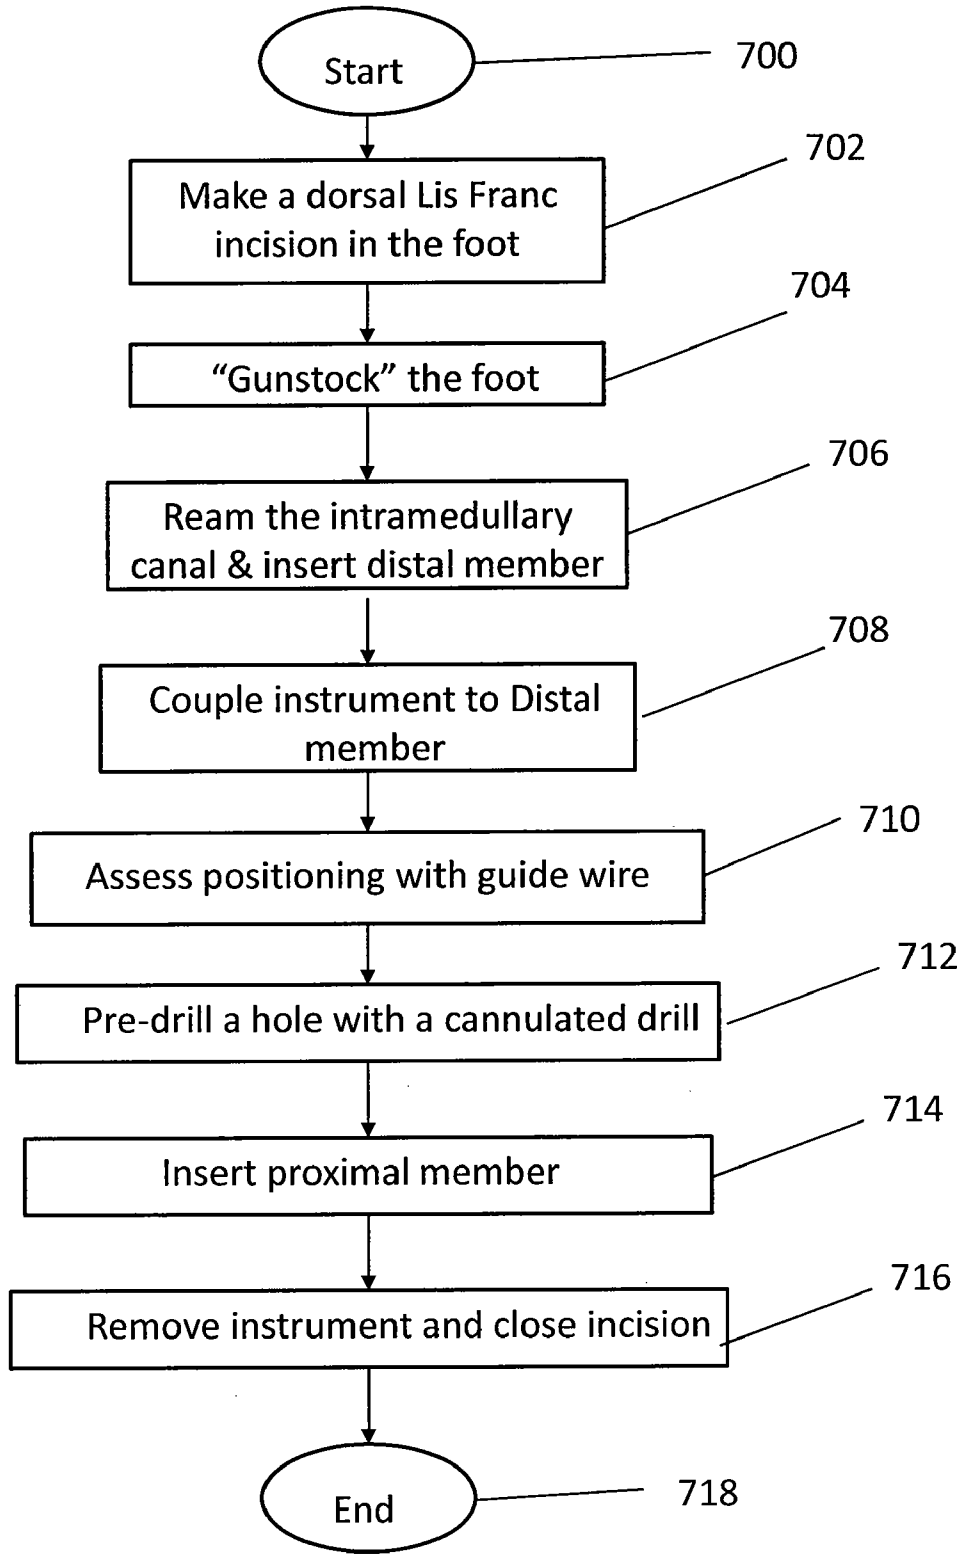 Start
700
702
Make a dorsal Lis Franc
incision in the foot
704
“Gunstock” the foot
706
Ream the intramedullary
canal & insert distal member
708
Couple instrument to Distal
member
710
Assess positioning with guide wire
712
Pre-drill a hole with a cannulated drill
714
Insert proximal member
716
Remove instrument and close incision
End
718